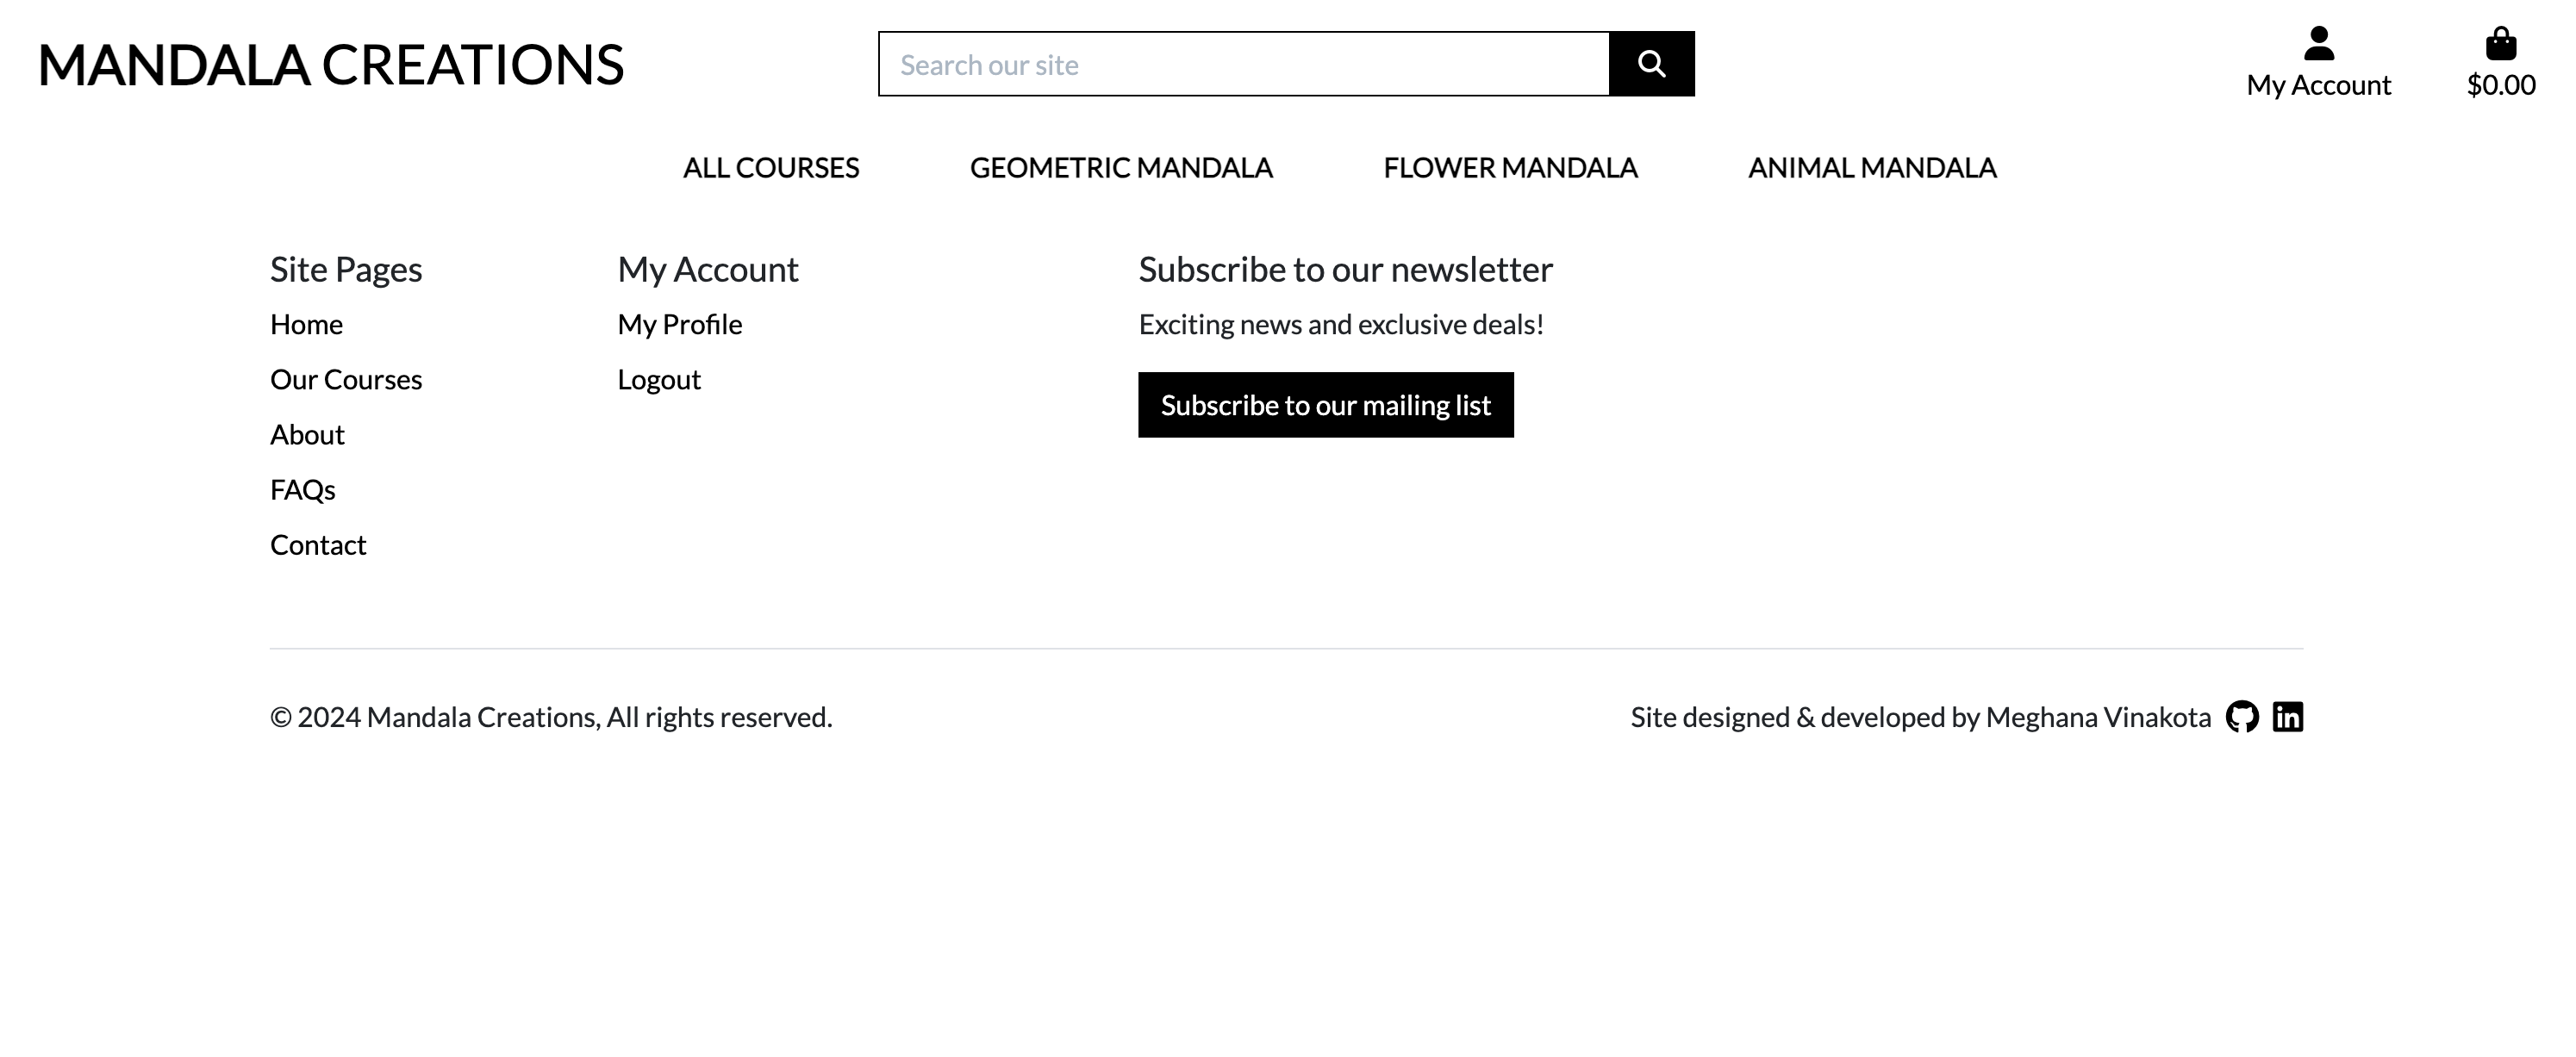 MANDALA CREATIONS
Search our site
My Account
$0.00
ALL COURSES
GEOMETRIC MANDALA
FLOWER MANDALA
ANIMAL MANDALA
Site Pages
Home
Our Courses
About
FAQs
Contact
My Account
My Profile
Logout
Subscribe to our newsletter
Exciting news and exclusive deals!
Subscribe to our mailing list
© 2024 Mandala Creations, All rights reserved.
Site designed & developed by Meghana Vinakota
in